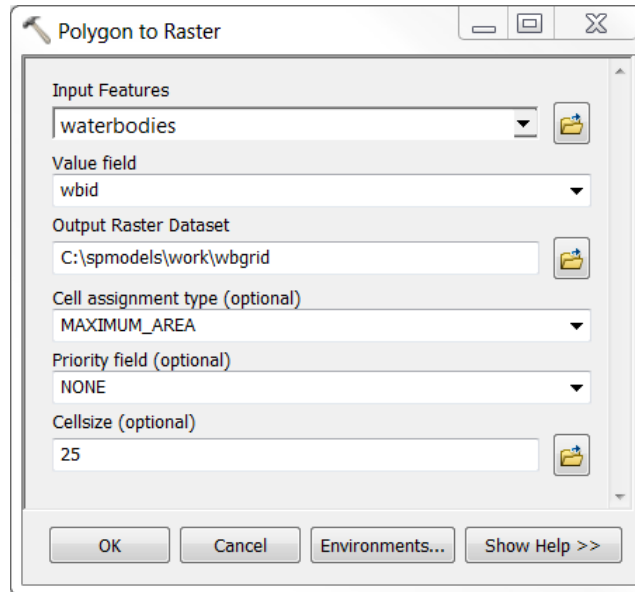 Polygon to Raster
Input Features
waterbodies
Value field
wbid
Output Raster Dataset
C:\spmodels\work\wbgrid
Cell assignment type (optional)
MAXIMUM_AREA
Priority field (optional)
NONE
Cellsize (optional)
25
OK Cancel Environments... Show Help >>